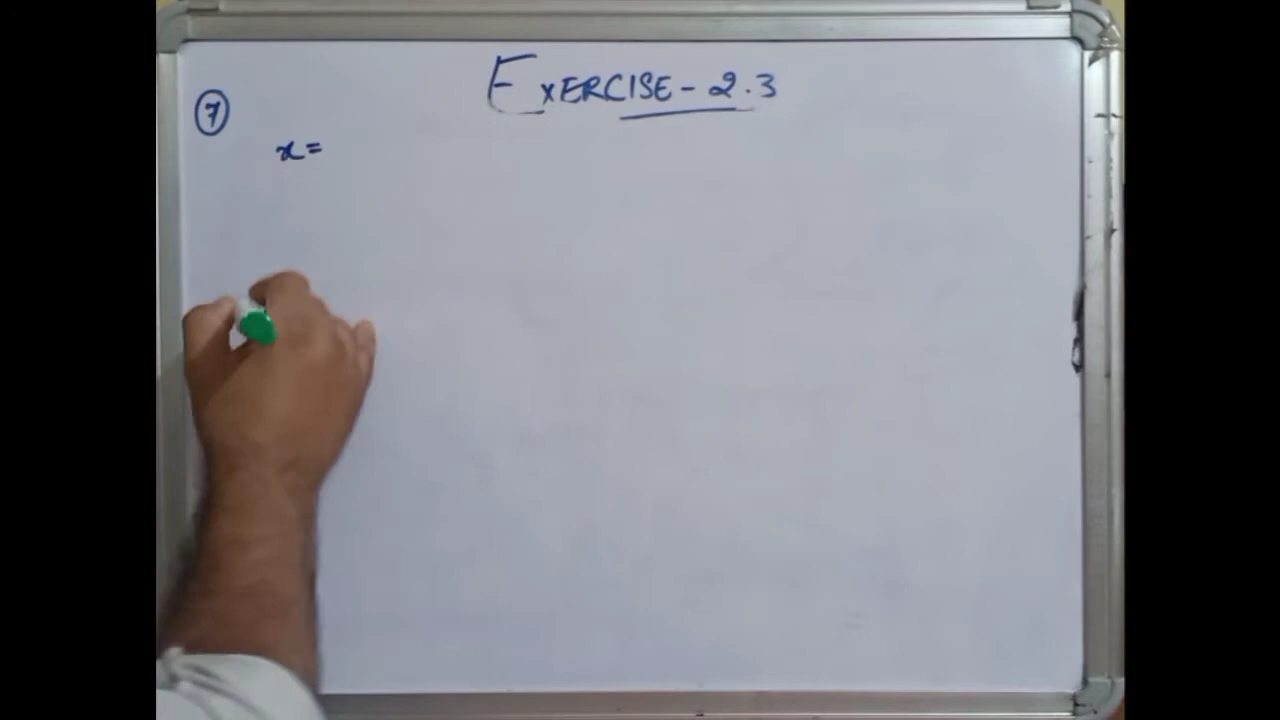 EXERCISE - 2.3
7
x =